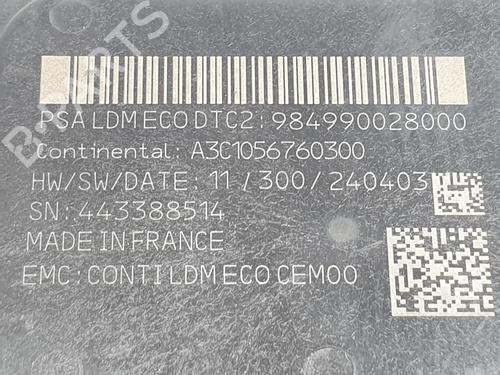 PSA LDM ECO DTC2: 984990028000
Continental: A3C1056760300
HW/SW/DATE: 11/300/240403
SN: 443388514
MADE IN FRANCE
EMC: CONTI LDM ECO CEM00
B-PARTS